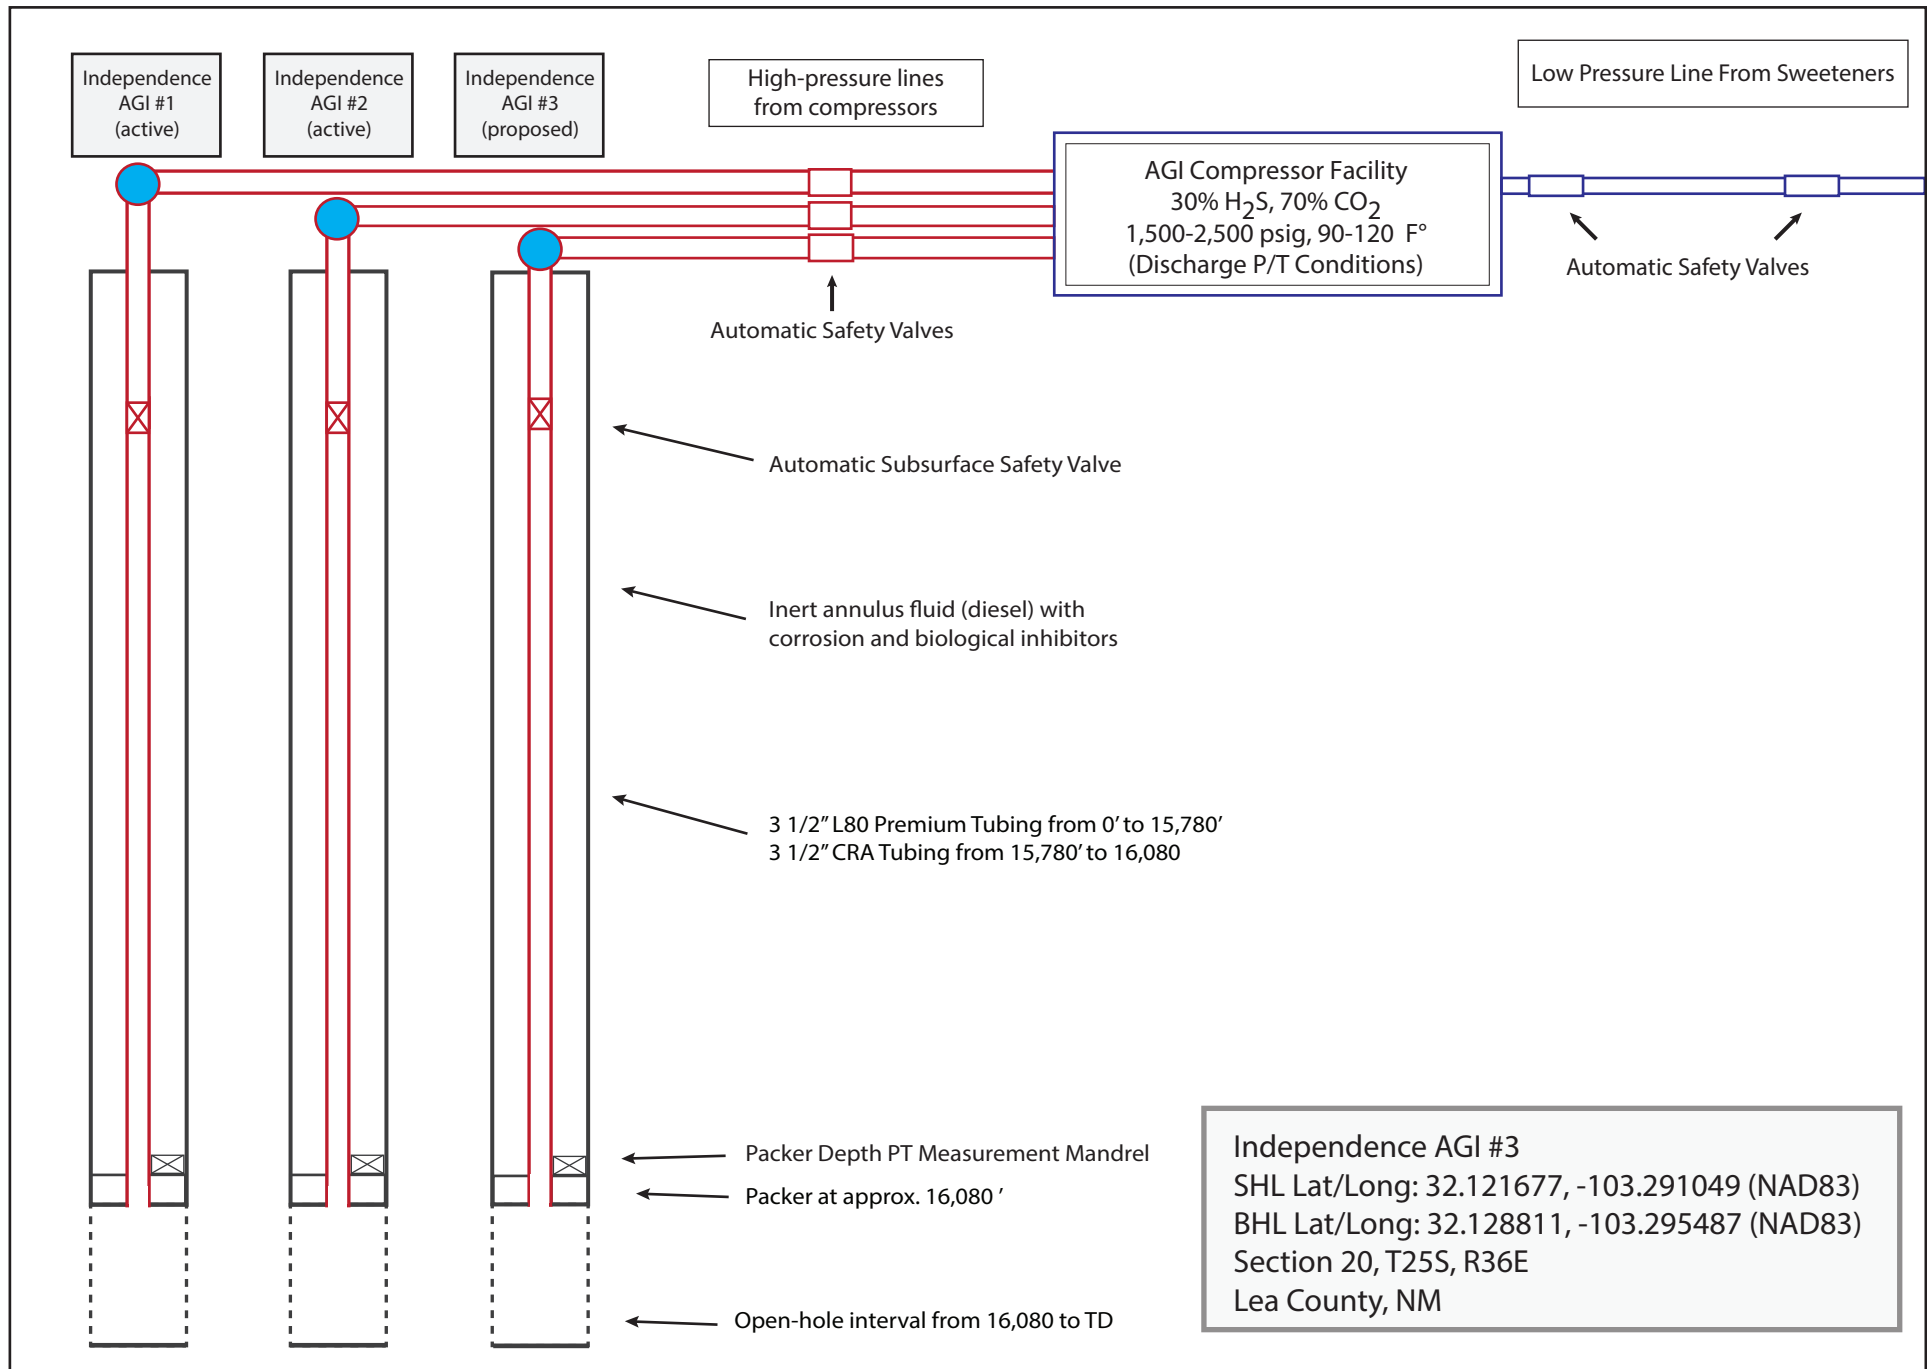 Independence
AGI #1
(active)
Independence
AGI #2
(active)
Independence
AGI #3
(proposed)
High-pressure lines
from compressors
Low Pressure Line From Sweeteners
AGI Compressor Facility
30% H2S, 70% CO2
1,500-2,500 psig, 90-120  F°
(Discharge P/T Conditions)
Automatic Safety Valves
Automatic Safety Valves
Automatic Subsurface Safety Valve
Inert annulus fluid (diesel) with
corrosion and biological inhibitors
3 1/2” L80 Premium Tubing from 0’ to 15,780’
3 1/2” CRA Tubing from 15,780’ to 16,080
Packer Depth PT Measurement Mandrel
Packer at approx. 16,080 ’
Open-hole interval from 16,080 to TD
Independence AGI #3
SHL Lat/Long: 32.121677, -103.291049 (NAD83)
BHL Lat/Long: 32.128811, -103.295487 (NAD83)
Section 20, T25S, R36E
Lea County, NM